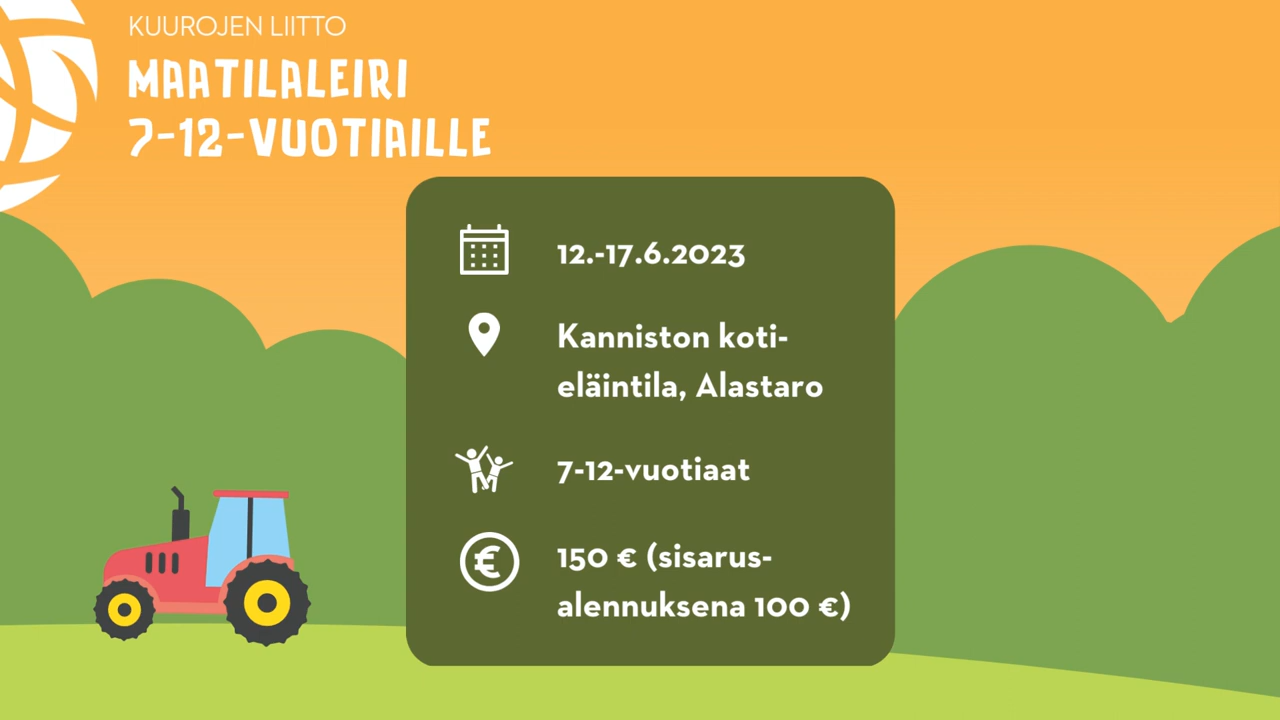 KUUROJEN LIITTO
MAATILALEIRI
7-12-VUOTIAILLE
12.-17.6.2023
Kanniston koti-
eläintila, Alastaro
7-12-vuotiaat
150 € (sisarus-
alennuksena 100 €)